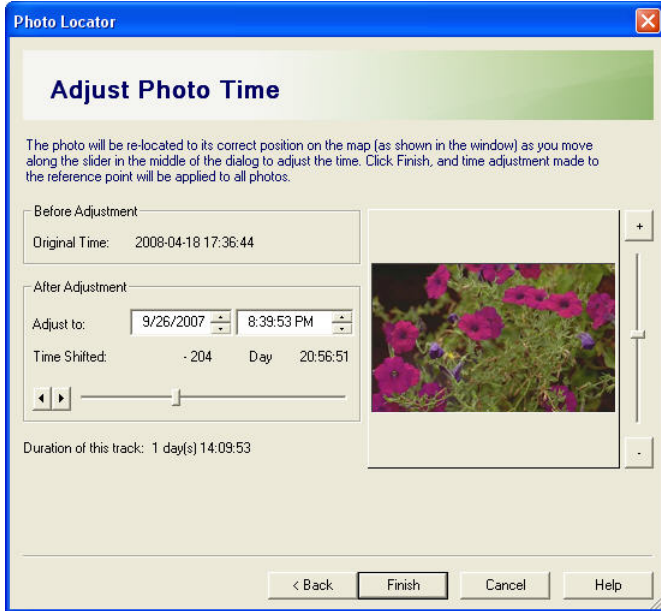 Photo Locator
Adjust Photo Time
The photo will be re-located to its correct position on the map (as shown in the window) as you move
along the slider in the middle of the dialog to adjust the time. Click Finish, and time adjustment made to
the reference point will be applied to all photos.
Before Adjustment
Original Time: 2008-04-18 17:36:44
After Adjustment
Adjust to: 9/26/2007 8:39:53 PM
Time Shifted: - 204 Day 20:56:51
Duration of this track: 1 day(s) 14:09:53
+
-
< Back Finish Cancel Help